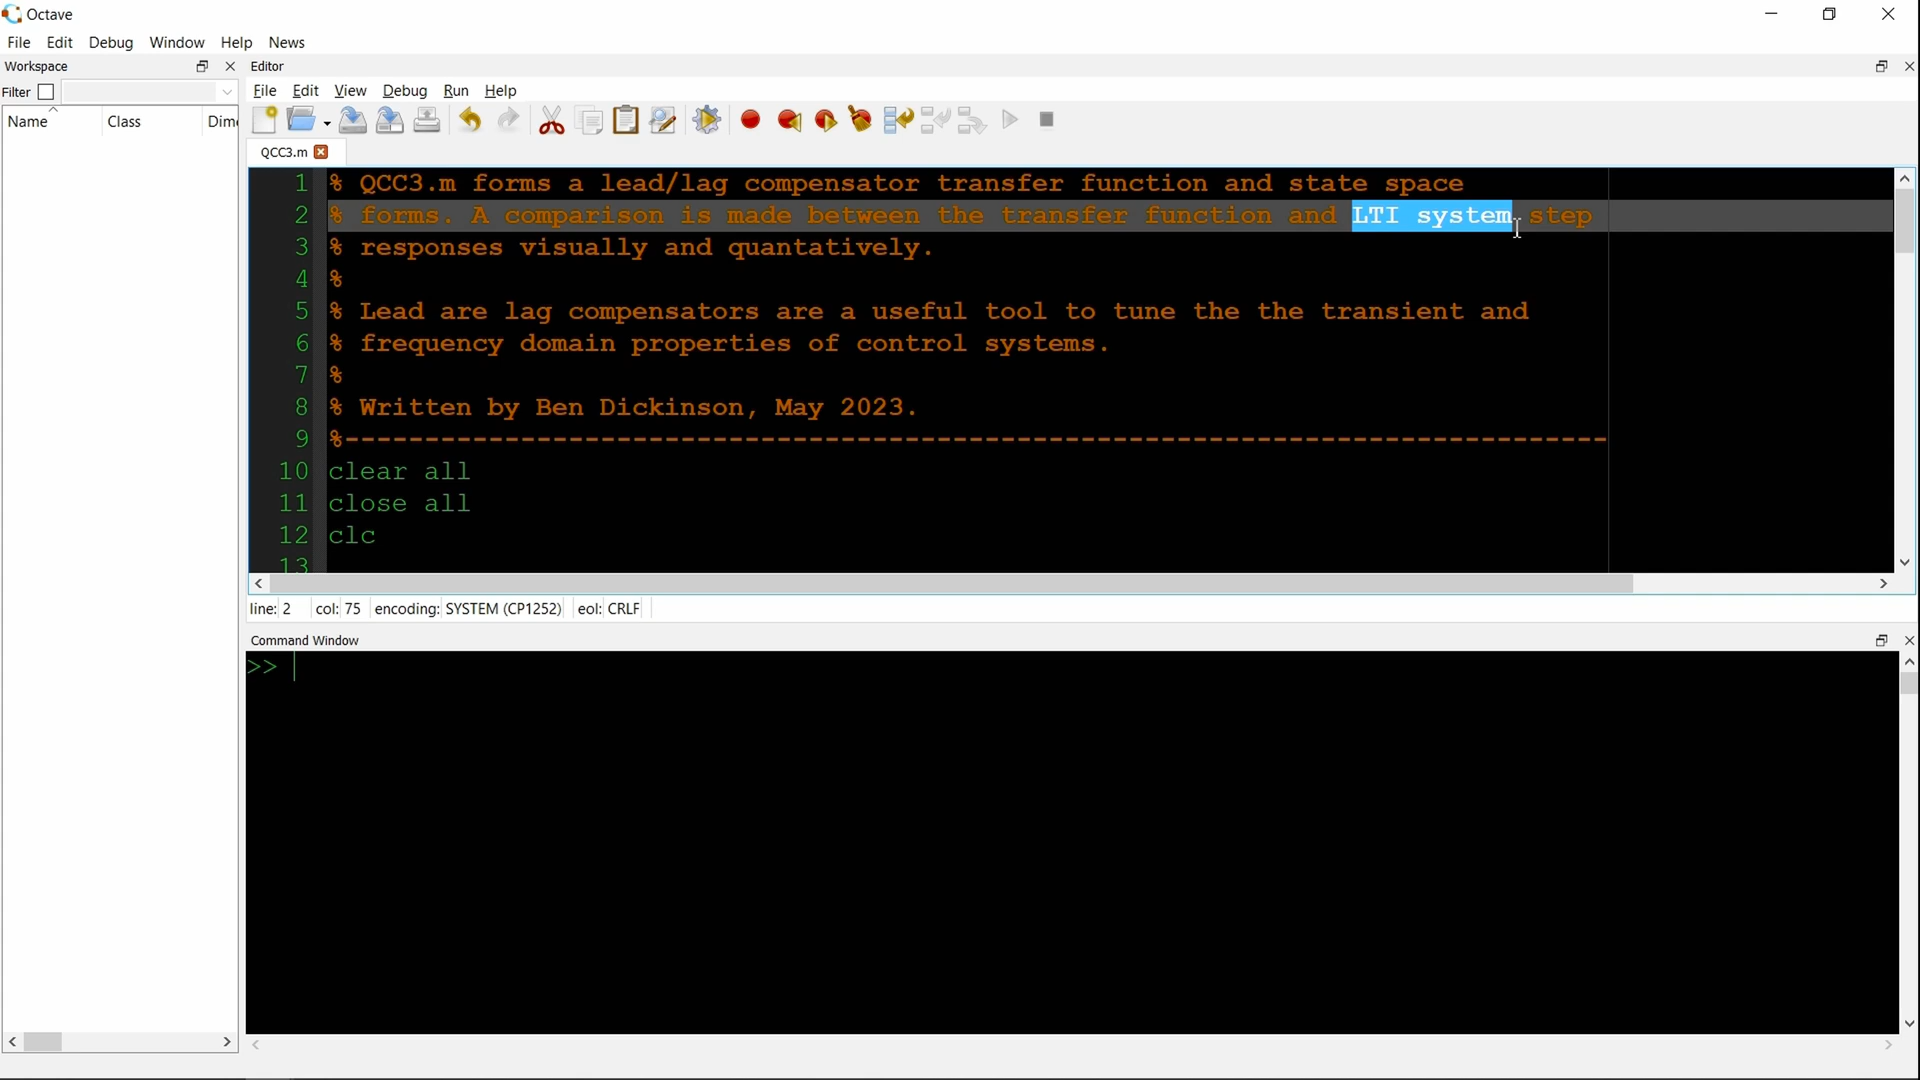 Octave
File Edit Debug Window Help News
Workspace
Editor
Filter
File Edit View Debug Run Help
Name Class Dim
QCC3.m
1 % QCC3.m forms a lead/lag compensator transfer function and state space
2 % forms. A comparison is made between the transfer function and LTI system step
3 % responses visually and quantatively.
4 %
5 % Lead are lag compensators are a useful tool to tune the the transient and
6 % frequency domain properties of control systems.
7 %
8 % Written by Ben Dickinson, May 2023.
9 %-------------------------------------------------------------------------------
10 clear all
11 close all
12 clc
13
line: 2 col: 75 encoding: SYSTEM (CP1252) eol: CRLF
Command Window
>>